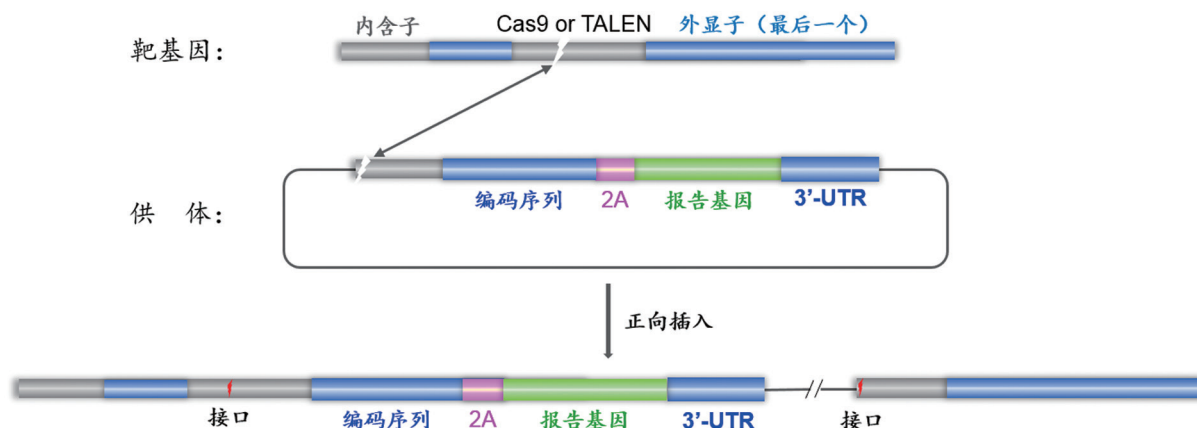 内含子 Cas9 or TALEN 外显子（最后一个）
靶基因：
编码序列 2A 报告基因 3’-UTR
供 体：
正向插入
接口 编码序列 2A 报告基因 3’-UTR 接口